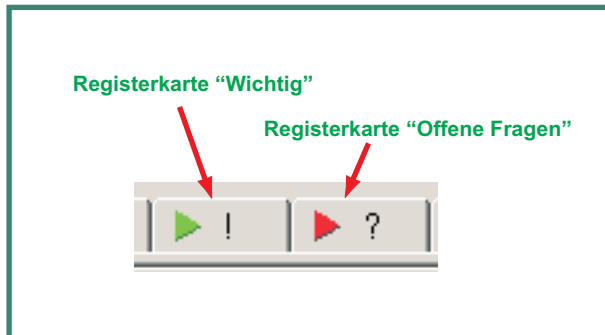 Registerkarte “Wichtig”
Registerkarte “Offene Fragen”
! ?